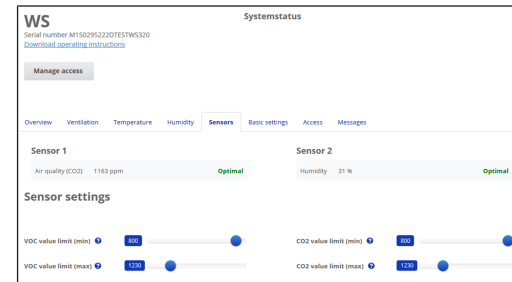 WS
Systemstatus
Serial number M150295222DTESTWS320
Download operating instructions
Manage access
Overview Ventilation Temperature Humidity Sensors Basic settings Access Messages
Sensor 1 Sensor 2
Air quality (CO2) 1163 ppm Optimal Humidity 31 % Optimal
Sensor settings
VOC value limit (min) ? 800 CO2 value limit (min) ? 800
VOC value limit (max) ? 1230 CO2 value limit (max) ? 1230